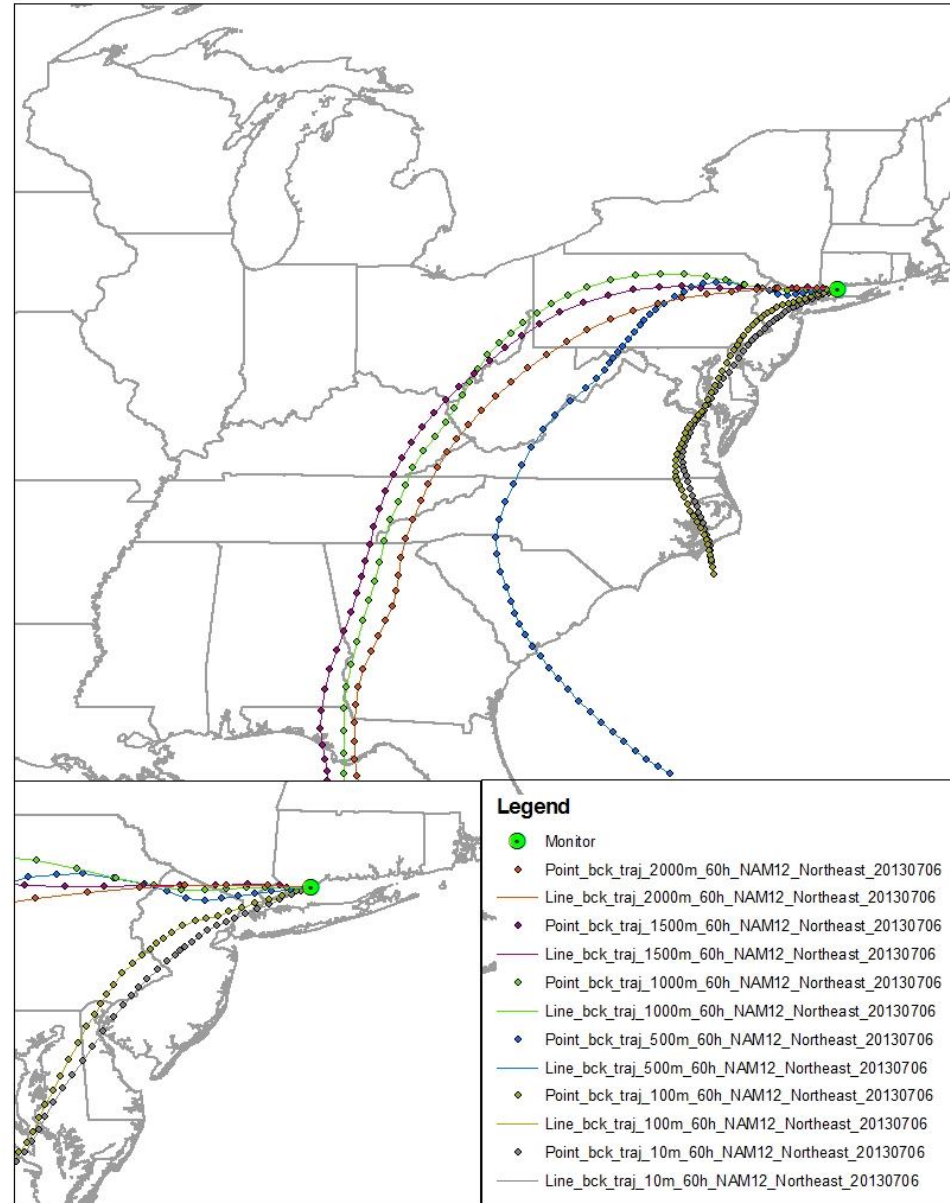 Legend
Monitor
Point_bck_traj_2000m_60h_NAM12_Northeast_20130706
Line_bck_traj_2000m_60h_NAM12_Northeast_20130706
Point_bck_traj_1500m_60h_NAM12_Northeast_20130706
Line_bck_traj_1500m_60h_NAM12_Northeast_20130706
Point_bck_traj_1000m_60h_NAM12_Northeast_20130706
Line_bck_traj_1000m_60h_NAM12_Northeast_20130706
Point_bck_traj_500m_60h_NAM12_Northeast_20130706
Line_bck_traj_500m_60h_NAM12_Northeast_20130706
Point_bck_traj_100m_60h_NAM12_Northeast_20130706
Line_bck_traj_100m_60h_NAM12_Northeast_20130706
Point_bck_traj_10m_60h_NAM12_Northeast_20130706
Line_bck_traj_10m_60h_NAM12_Northeast_20130706